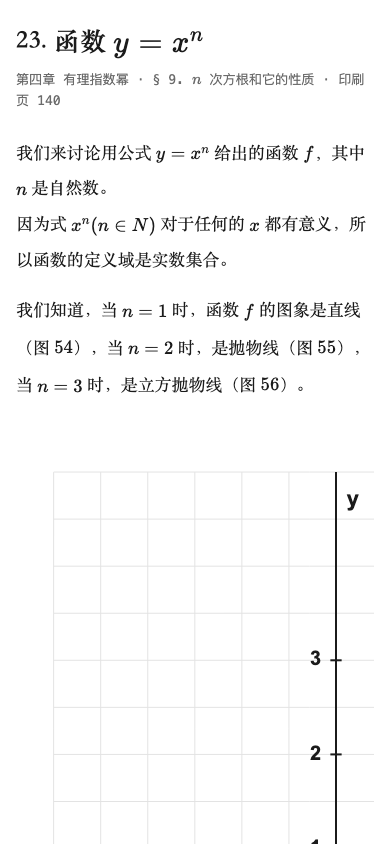 23. 函数 y = xⁿ
第四章 有理指数幂 · § 9. n 次方根和它的性质 · 印刷
页 140
我们来讨论用公式 y = xⁿ 给出的函数 f，其中
n 是自然数。
因为式 xⁿ(n ∈ N) 对于任何的 x 都有意义，所
以函数的定义域是实数集合。
我们知道，当 n = 1 时，函数 f 的图象是直线
（图 54），当 n = 2 时，是抛物线（图 55），
当 n = 3 时，是立方抛物线（图 56）。
y
3
2